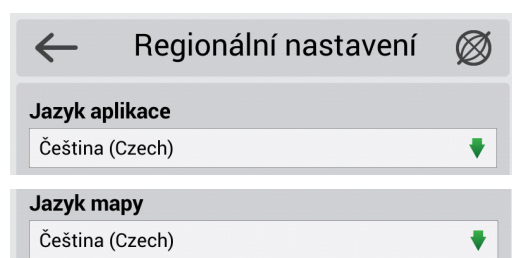 Regionální nastavení
Jazyk aplikace
Čeština (Czech)
Jazyk mapy
Čeština (Czech)